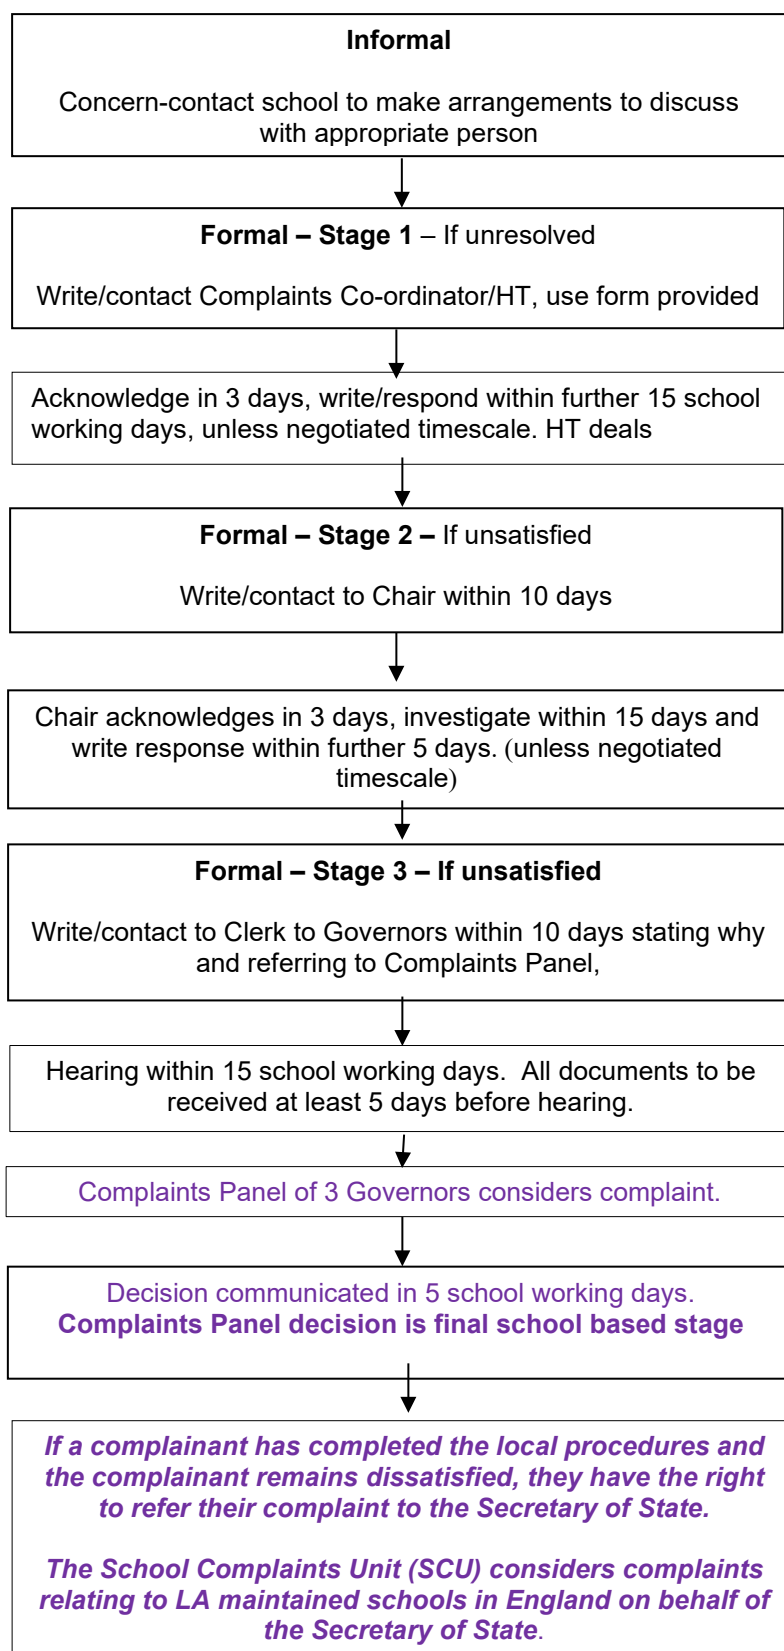 Informal
Concern-contact school to make arrangements to discuss
with appropriate person
Formal – Stage 1 – If unresolved
Write/contact Complaints Co-ordinator/HT, use form provided
Acknowledge in 3 days, write/respond within further 15 school
working days, unless negotiated timescale. HT deals
Formal – Stage 2 – If unsatisfied
Write/contact to Chair within 10 days
Chair acknowledges in 3 days, investigate within 15 days and
write response within further 5 days. (unless negotiated
timescale)
Formal – Stage 3 – If unsatisfied
Write/contact to Clerk to Governors within 10 days stating why
and referring to Complaints Panel,
Hearing within 15 school working days.  All documents to be
received at least 5 days before hearing.
Complaints Panel of 3 Governors considers complaint.
Decision communicated in 5 school working days.
Complaints Panel decision is final school based stage
If a complainant has completed the local procedures and
the complainant remains dissatisfied, they have the right
to refer their complaint to the Secretary of State.
The School Complaints Unit (SCU) considers complaints
relating to LA maintained schools in England on behalf of
the Secretary of State.